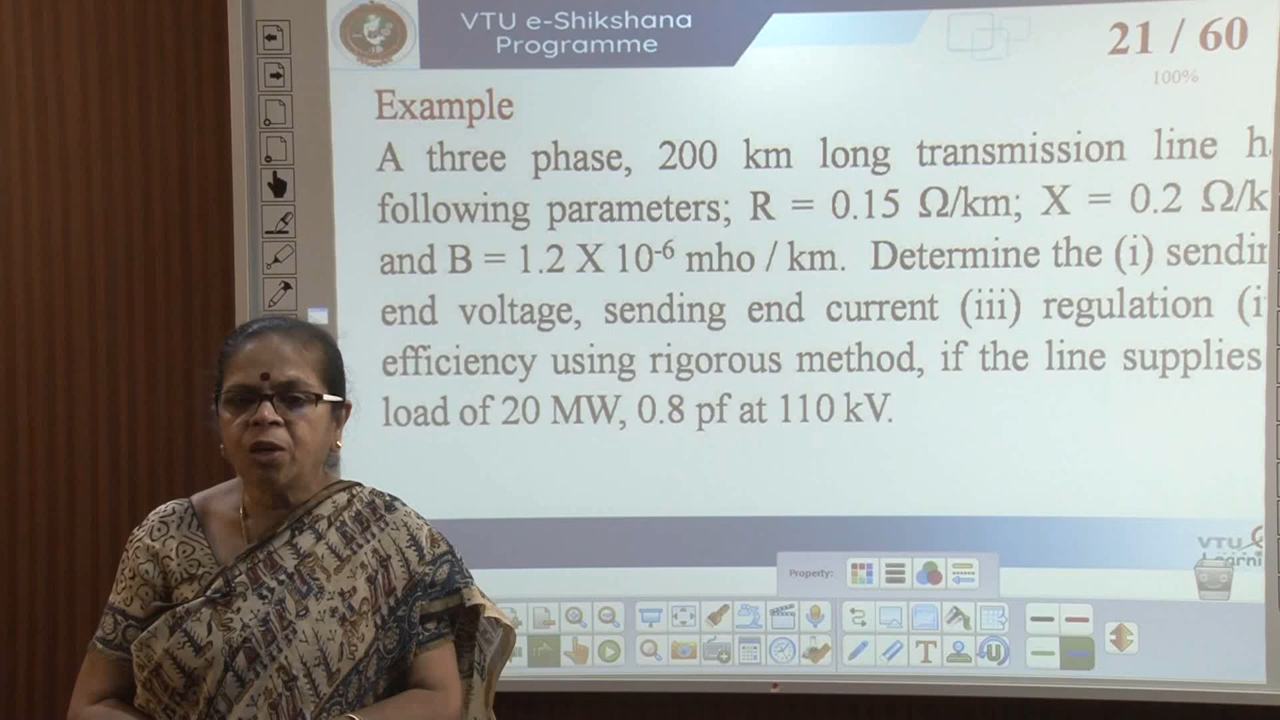 VTU e-Shikshana
Programme
21 / 60
100%
Example
A three phase, 200 km long transmission line
following parameters; R = 0.15 Ω/km; X = 0.2
and B = 1.2 X 10⁻⁶ mho / km. Determine the (i)
end voltage, sending end current (iii) regulation
efficiency using rigorous method, if the line supplies
load of 20 MW, 0.8 pf at 110 kV.
VTU
Property: